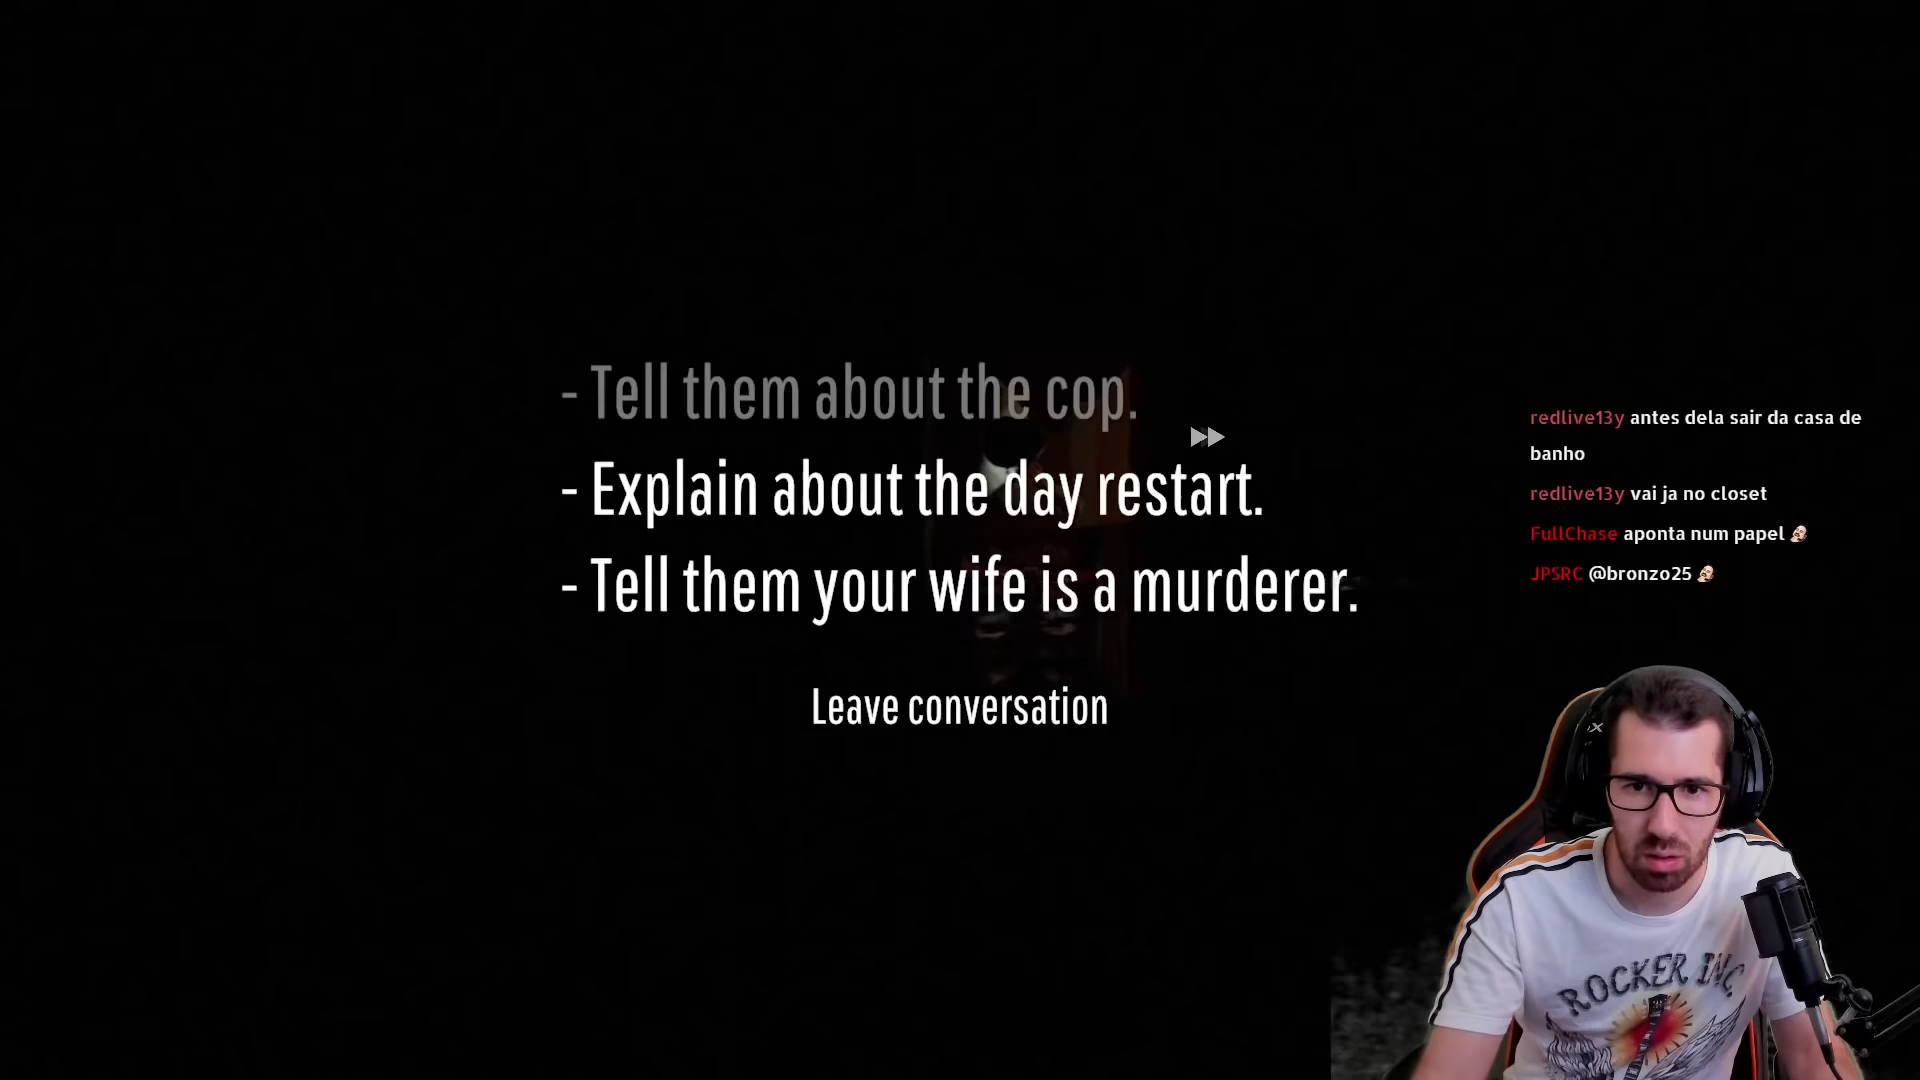 - Tell them about the cop.
- Explain about the day restart.
- Tell them your wife is a murderer.
Leave conversation
redlive13y antes dela sair da casa de
banho
redlive13y vai ja no closet
FullChase aponta num papel
JPSRC @bronzo25
ROCKER INC.